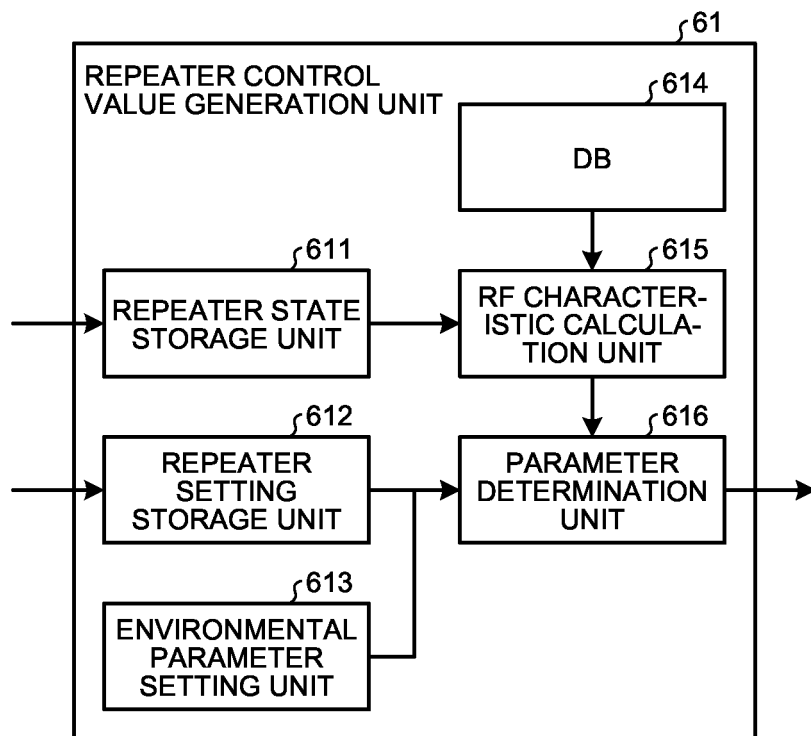 61
REPEATER CONTROL
VALUE GENERATION UNIT
614
DB
611
REPEATER STATE
STORAGE UNIT
615
RF CHARACTER-
ISTIC CALCULA-
TION UNIT
612
REPEATER
SETTING
STORAGE UNIT
616
PARAMETER
DETERMINATION
UNIT
613
ENVIRONMENTAL
PARAMETER
SETTING UNIT